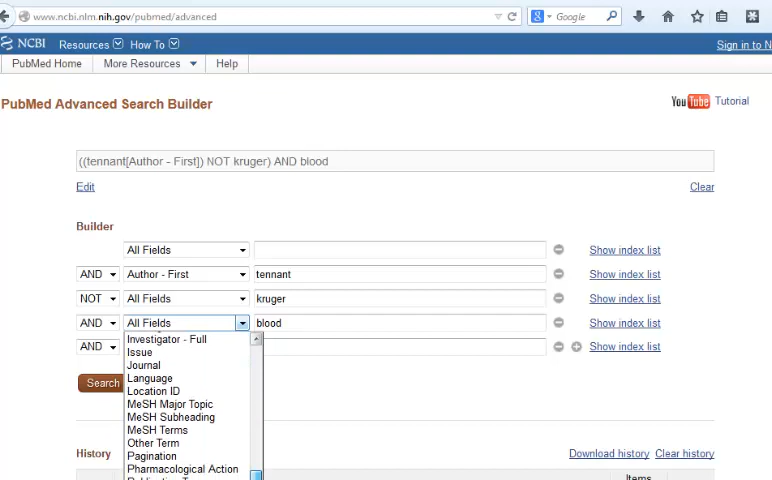 www.ncbi.nlm.nih.gov/pubmed/advanced
Google
NCBI Resources How To Sign in to N
PubMed Home More Resources Help
PubMed Advanced Search Builder
You Tube Tutorial
((tennant[Author - First]) NOT kruger) AND blood
Edit Clear
Builder
All Fields Show index list
AND Author - First tennant Show index list
NOT All Fields kruger Show index list
AND All Fields blood Show index list
Investigator - Full
AND Show index list
Issue
Journal
Language
Search
Location ID
MeSH Major Topic
MeSH Subheading
MeSH Terms
Other Term
History Download history Clear history
Pagination
Pharmacological Action
Items